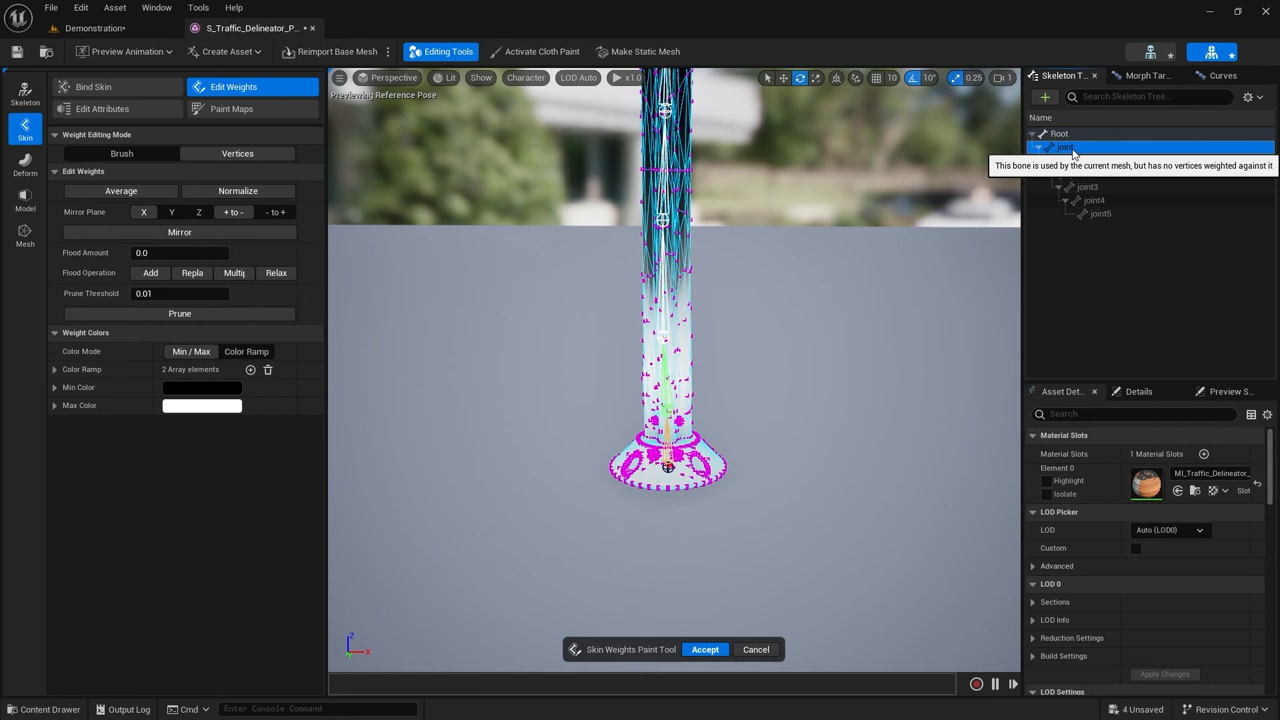 File Edit Asset Window Tools Help
Demonstration*
S_Traffic_Delineator_P... •
Preview Animation
Create Asset
Reimport Base Mesh
Editing Tools
Activate Cloth Paint
Make Static Mesh
Skeleton
Skin
Deform
Model
Mesh
Bind Skin
Edit Weights
Edit Attributes
Paint Maps
Weight Editing Mode
Brush
Vertices
Edit Weights
Average
Normalize
Mirror Plane
X
Y
Z
+ to -
- to +
Mirror
Flood Amount
0.0
Flood Operation
Add
Repla
Multi
Relax
Prune Threshold
0.01
Prune
Weight Colors
Color Mode
Min / Max
Color Ramp
Color Ramp
2 Array elements
Min Color
Max Color
Perspective
Lit
Show
Character
LOD Auto
x1.0
10
10°
0.25
1
Previewing Reference Pose
Z
X
Skin Weights Paint Tool
Accept
Cancel
Skeleton T...
Morph Tar...
Curves
Search Skeleton Tree...
Name
Root
joint
This bone is used by the current mesh, but has no vertices weighted against it
joint3
joint4
joint5
Asset Det...
Details
Preview S...
Search
Material Slots
Material Slots
1 Material Slots
Element 0
Highlight
Isolate
MI_Traffic_Delineator_
Slot
LOD Picker
LOD
Auto (LOD0)
Custom
Advanced
LOD 0
Sections
LOD Info
Reduction Settings
Build Settings
Apply Changes
LOD Settings
Content Drawer
Output Log
Cmd
Enter Console Command
4 Unsaved
Revision Control